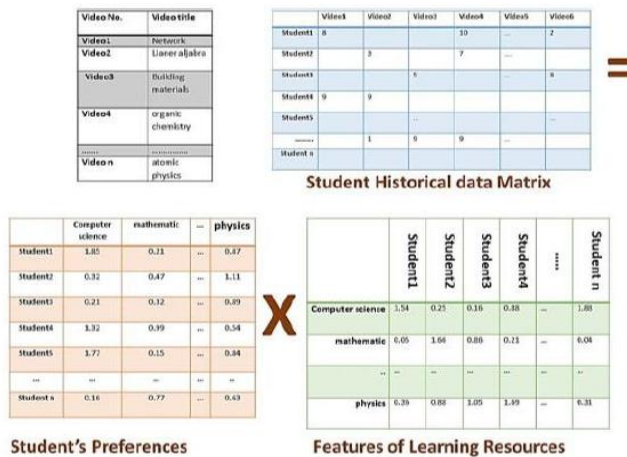 Video No. Video title
Video1 Network
Video2 Lianer aljabra
Video3 Building
materials
Video4 organic
chemistry
....... .............
Video n atomic
physics
Video1 Video2 Video3 Video4 Video5 Video6
Student1 8 10 ... 2
Student2 3 7 ...
Student3 5 8
Student4 9 9
Student5 ... ...
........ 1 9 9 ...
Student n
=
Student Historical data Matrix
Computer
science mathematic ... physics
Student1 1.85 0.21 ... 0.87
Student2 0.32 0.47 ... 1.11
Student3 0.21 0.32 ... 0.89
Student4 1.32 0.99 ... 0.54
Student5 1.77 0.15 ... 0.84
... ... ... ... ..
Student n 0.16 0.77 ... 0.63
Student's Preferences
X
Student1 Student2 Student3 Student4 ..... Student n
Computer science 1.54 0.25 0.16 0.88 ... 1.88
mathematic 0.05 1.64 0.86 0.21 ... 0.04
.. ... ... ... ... ... ..
physics 0.36 0.88 1.05 1.69 ... 0.31
Features of Learning Resources